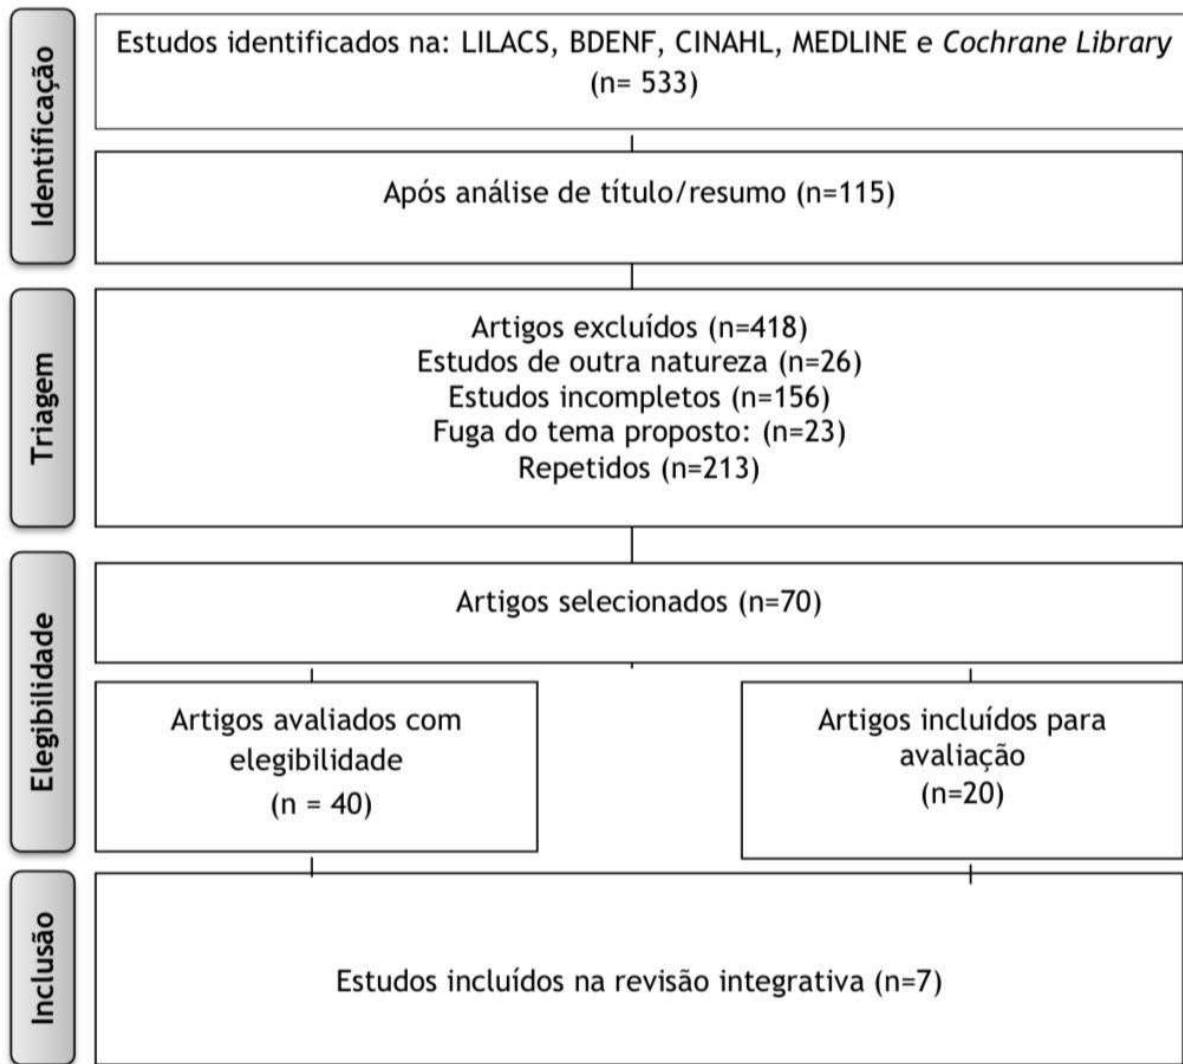 Identificação
Estudos identificados na: LILACS, BDENF, CINAHL, MEDLINE e Cochrane Library
(n= 533)
Após análise de título/resumo (n=115)
Triagem
Artigos excluídos (n=418)
Estudos de outra natureza (n=26)
Estudos incompletos (n=156)
Fuga do tema proposto: (n=23)
Repetidos (n=213)
Elegibilidade
Artigos selecionados (n=70)
Artigos avaliados com
elegibilidade
(n = 40)
Artigos incluídos para
avaliação
(n=20)
Inclusão
Estudos incluídos na revisão integrativa (n=7)